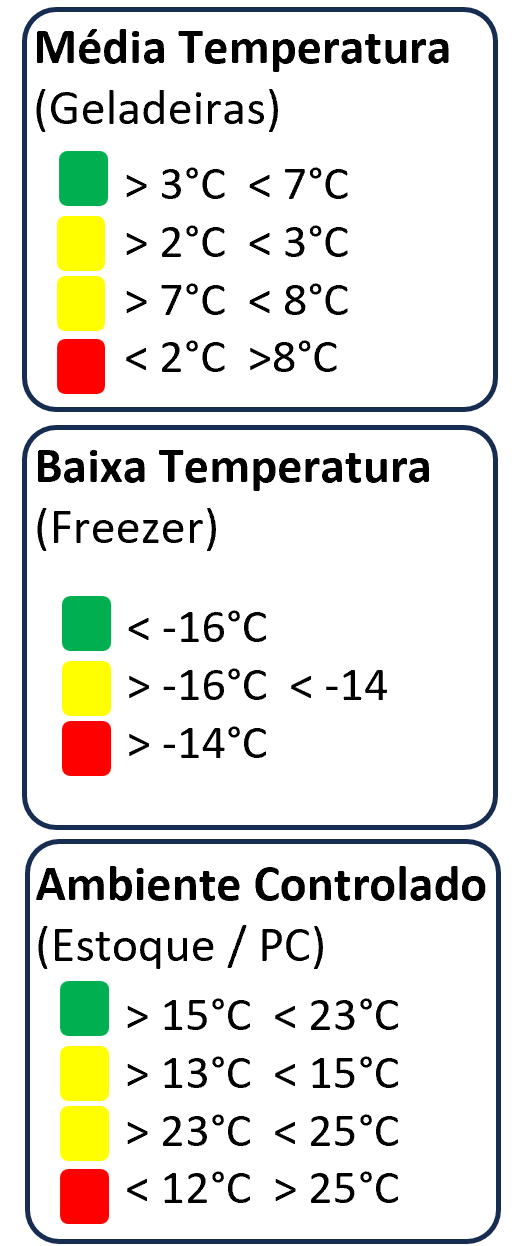 Média Temperatura
(Geladeiras)
> 3°C < 7°C
> 2°C < 3°C
> 7°C < 8°C
< 2°C >8°C
Baixa Temperatura
(Freezer)
< -16°C
> -16°C < -14
> -14°C
Ambiente Controlado
(Estoque / PC)
> 15°C < 23°C
> 13°C < 15°C
> 23°C < 25°C
< 12°C > 25°C